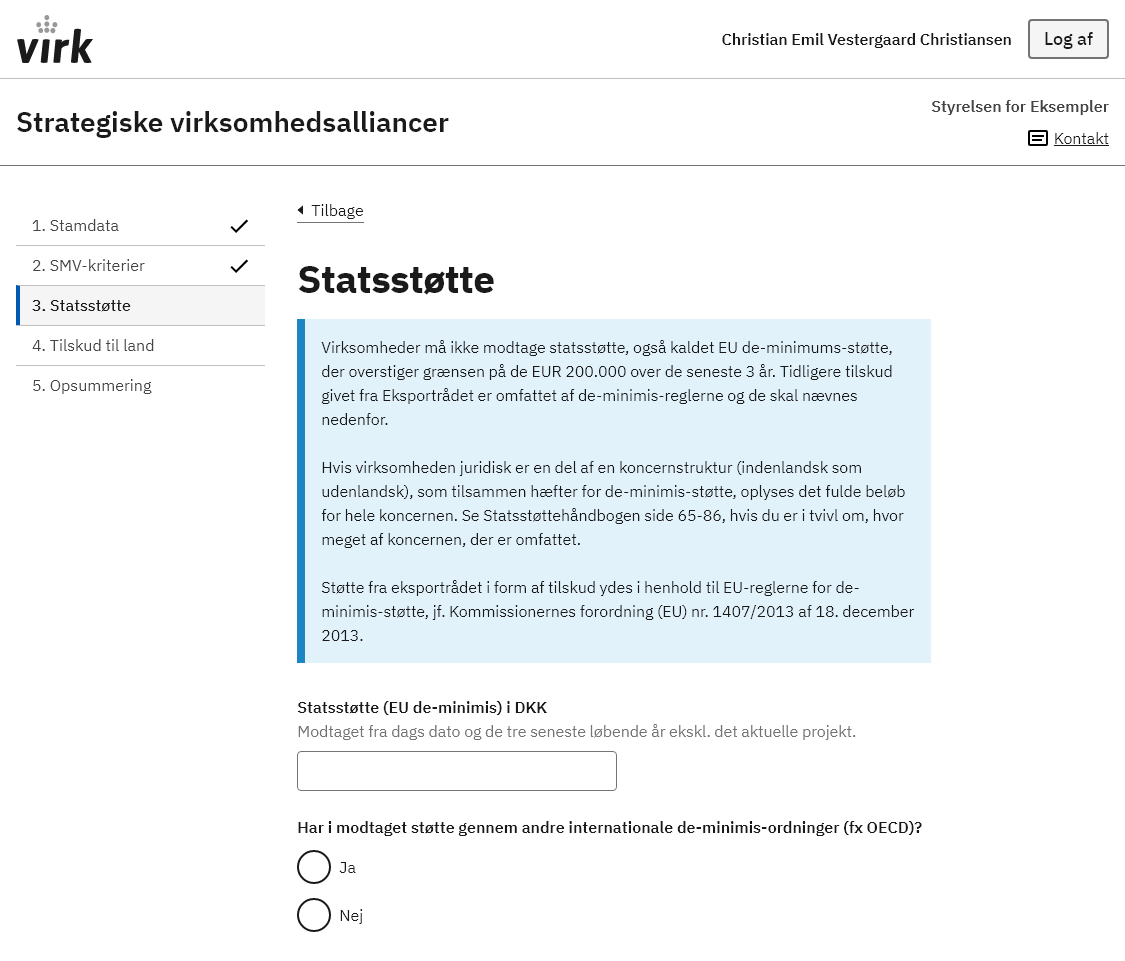 virk
Christian Emil Vestergaard Christiansen
Log af
Strategiske virksomhedsalliancer
Styrelsen for Eksempler
Kontakt
1. Stamdata
2. SMV-kriterier
3. Statsstøtte
4. Tilskud til land
5. Opsummering
Tilbage
Statsstøtte
Virksomheder må ikke modtage statsstøtte, også kaldet EU de-minimums-støtte,
der overstiger grænsen på de EUR 200.000 over de seneste 3 år. Tidligere tilskud
givet fra Eksportrådet er omfattet af de-minimis-reglerne og de skal nævnes
nedenfor.
Hvis virksomheden juridisk er en del af en koncernstruktur (indenlandsk som
udenlandsk), som tilsammen hæfter for de-minimis-støtte, oplyses det fulde beløb
for hele koncernen. Se Statsstøttehåndbogen side 65-86, hvis du er i tvivl om, hvor
meget af koncernen, der er omfattet.
Støtte fra eksportrådet i form af tilskud ydes i henhold til EU-reglerne for de-
minimis-støtte, jf. Kommissionernes forordning (EU) nr. 1407/2013 af 18. december
2013.
Statsstøtte (EU de-minimis) i DKK
Modtaget fra dags dato og de tre seneste løbende år ekskl. det aktuelle projekt.
Har i modtaget støtte gennem andre internationale de-minimis-ordninger (fx OECD)?
Ja
Nej